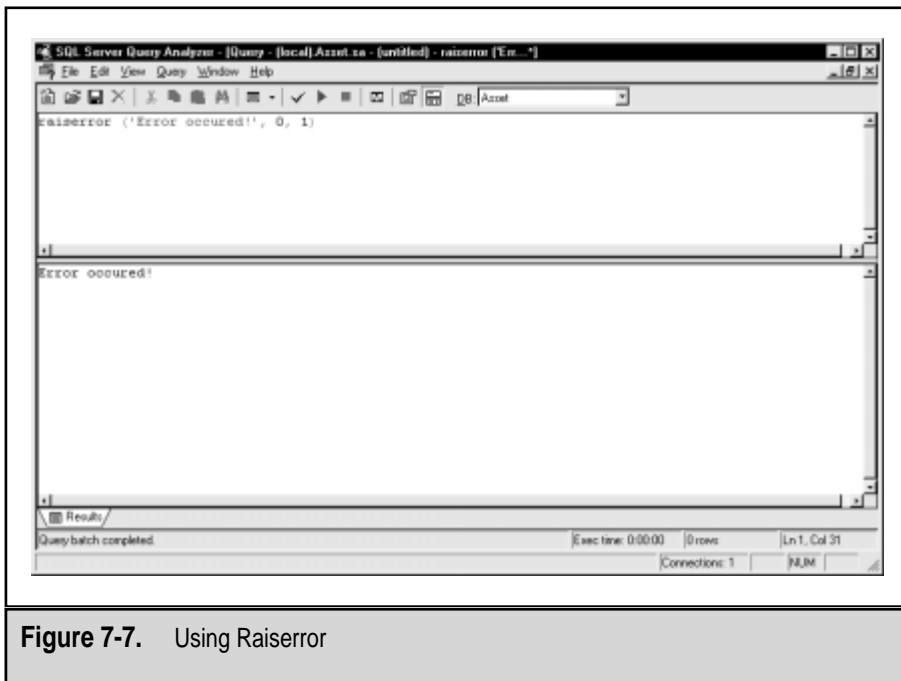 SQL Server Query Analyzer - [Query - (local).Asset.sa - (untitled) - raiserror ('Err...*]
File Edit View Query Window Help
DB: Asset
raiserror ('Error occured!', 0, 1)
Error occured!
Results
Query batch completed.
Exec time: 0:00:00
0 rows
Ln 1, Col 31
Connections: 1
NUM
Figure 7-7. Using Raiserror